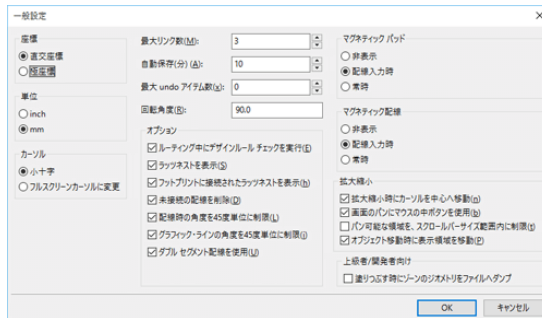 一般設定
座標
直交座標
極座標
単位
inch
mm
カーソル
小十字
フルスクリーンカーソルに変更
最大リンク数(M): 3
自動保存(分) (A): 10
最大 undo アイテム数(x): 0
回転角度(R): 90.0
オプション
ルーティング中にデザインルール チェックを実行(E)
ラッツネストを表示(S)
フットプリントに接続されたラッツネストを表示(h)
未接続の配線を削除(D)
配線時の角度を45度単位に制限(L)
グラフィック・ラインの角度を45度単位に制限(i)
ダブル セグメント配線を使用(U)
マグネティック パッド
非表示
配線入力時
常時
マグネティック配線
非表示
配線入力時
常時
拡大縮小
拡大縮小時にカーソルを中心へ移動(n)
画面のパンにマウスの中ボタンを使用(b)
パン可能な領域を、スクロールバーサイズ範囲内に制限(t)
オブジェクト移動時に表示領域を移動(P)
上級者/開発者向け
塗りつぶす時にゾーンのジオメトリをファイルへダンプ
OK キャンセル